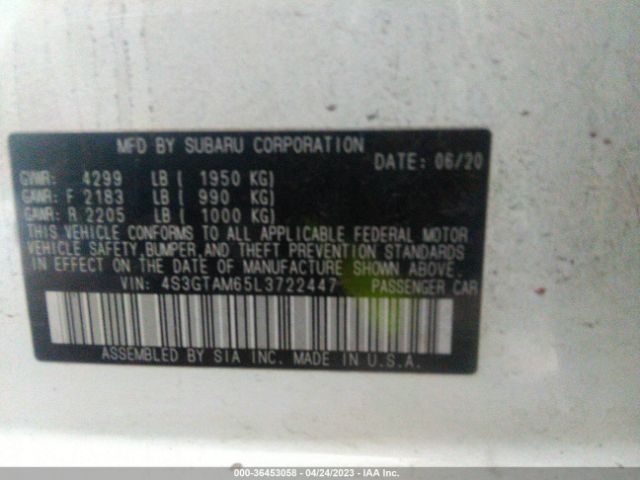 MFD BY SUBARU CORPORATION
DATE: 06/20
GVWR: 4299 LB ( 1950 KG)
GAWR: F 2183 LB ( 990 KG)
GAWR: R 2205 LB ( 1000 KG)
THIS VEHICLE CONFORMS TO ALL APPLICABLE FEDERAL MOTOR
VEHICLE SAFETY, BUMPER, AND THEFT PREVENTION STANDARDS
IN EFFECT ON THE DATE OF MANUFACTURE SHOWN ABOVE.
VIN: 4S3GTAM65L3722447 PASSENGER CAR
ASSEMBLED BY SIA INC. MADE IN U.S.A.
000-36453058 - 04/24/2023 - IAA Inc.